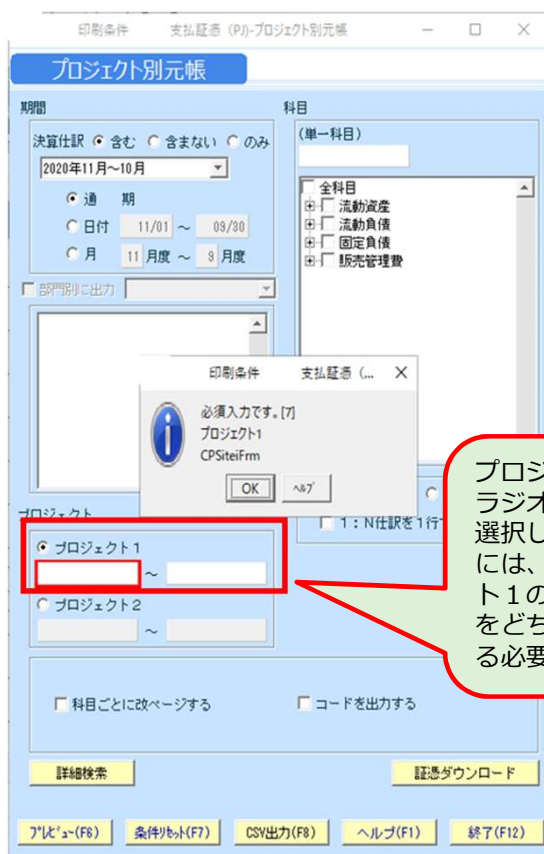 印刷条件 支払証憑 (PJ)-プロジェクト別元帳
プロジェクト別元帳
期間
決算仕訳 含む 含まない のみ
2020年11月～10月
通 期
日付 11/01 ～ 09/30
月 11 月度 ～ 9 月度
部門別に出力
科目
(単一科目)
全科目
流動資産
流動負債
固定負債
販売管理費
印刷条件 支払証憑 (...
必須入力です。[7]
プロジェクト1
CPSiteiFrm
OK ヘルプ
1:N仕訳を1行
プロジェクト
プロジェクト1
～
プロジェクト2
～
プロジ
ラジオ
選択し
には、
ト１の
をどち
る必要
科目ごとに改ページする
コードを出力する
詳細検索
証憑ダウンロード
プレビュー(F6) 条件リセット(F7) CSV出力(F8) ヘルプ(F1) 終了(F12)